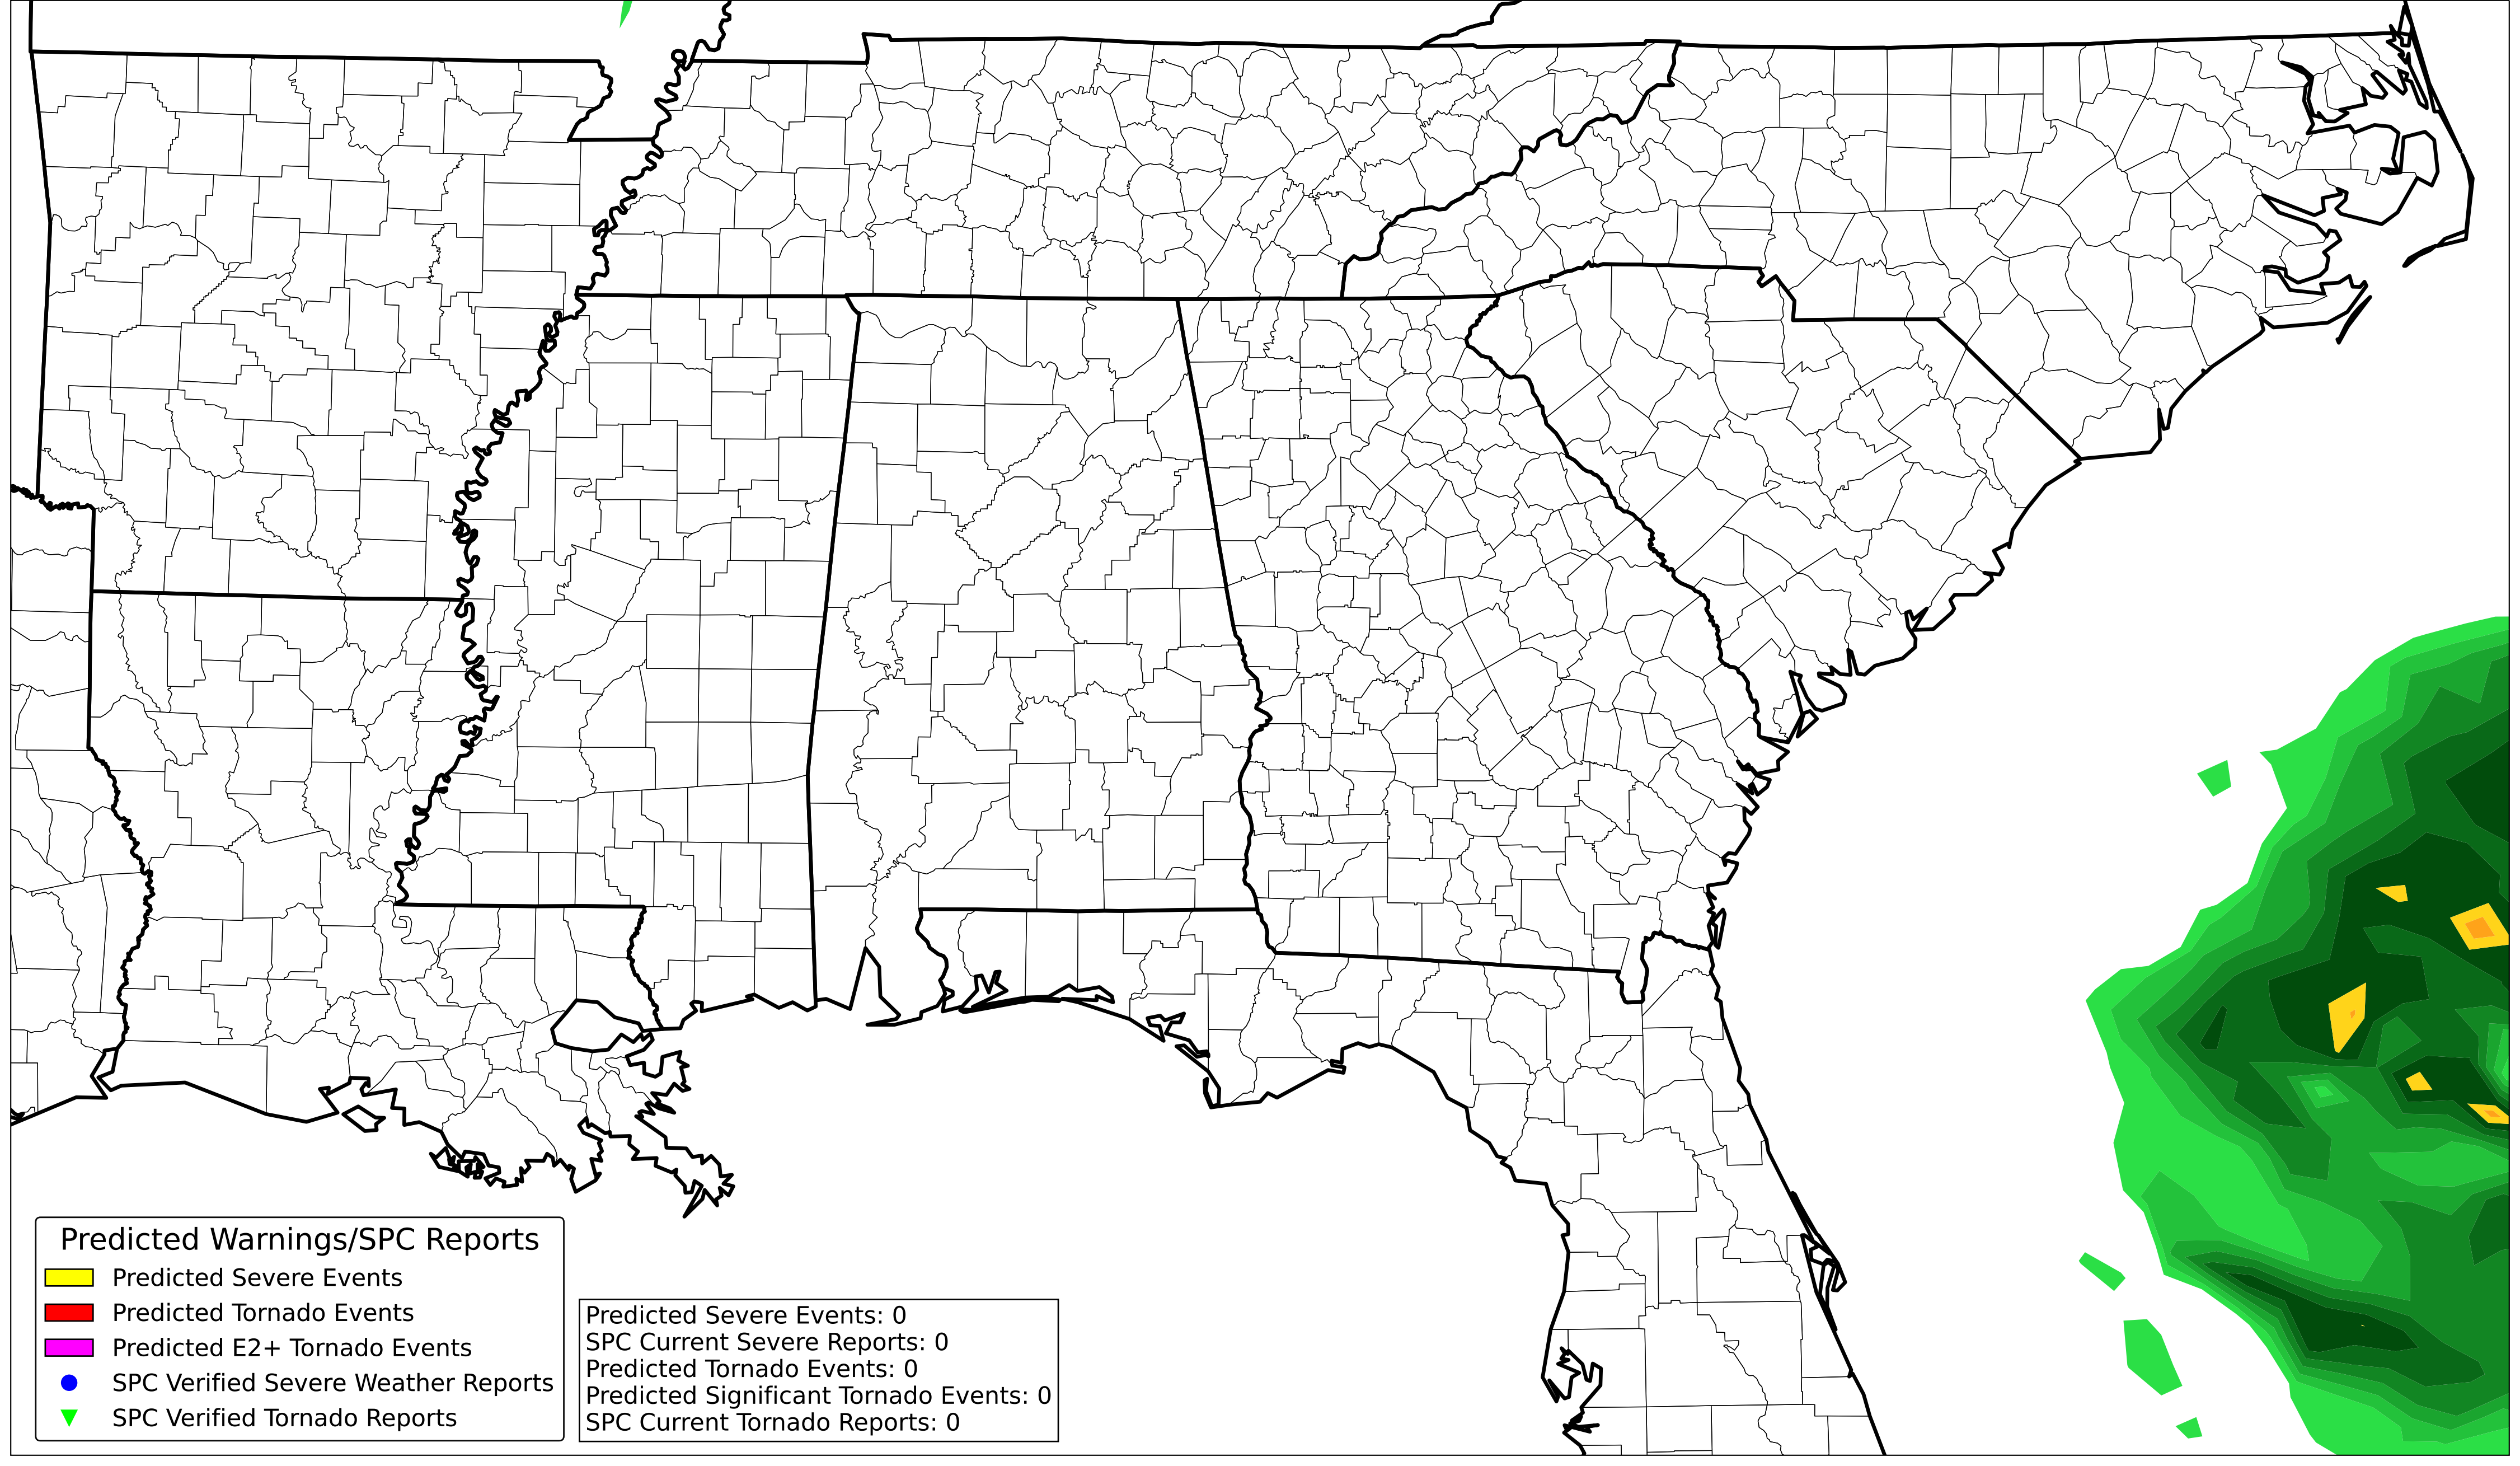 Predicted Warnings/SPC Reports
Predicted Severe Events
Predicted Tornado Events
Predicted E2+ Tornado Events
SPC Verified Severe Weather Reports
SPC Verified Tornado Reports
Predicted Severe Events: 0
SPC Current Severe Reports: 0
Predicted Tornado Events: 0
Predicted Significant Tornado Events: 0
SPC Current Tornado Reports: 0